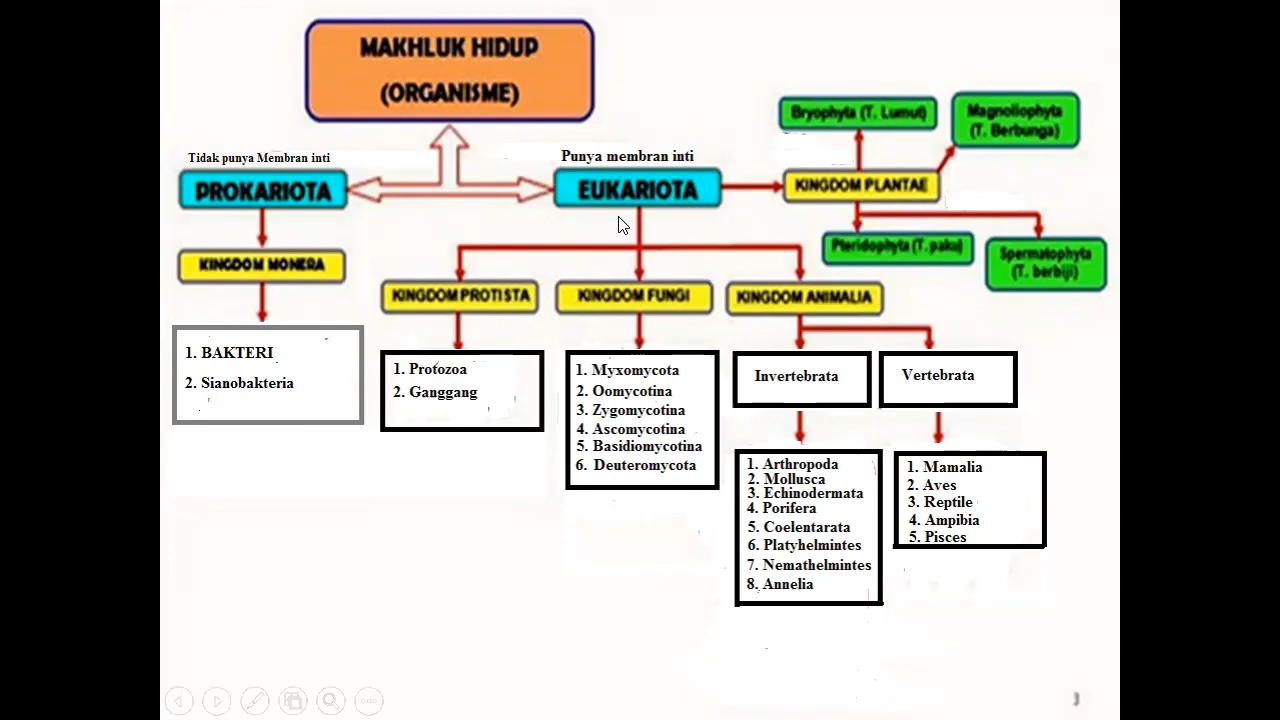 MAKHLUK HIDUP
(ORGANISME)
Tidak punya Membran inti
PROKARIOTA
Punya membran inti
EUKARIOTA
Bryophyta (T. Lumut)
Magnoliophyta
(T. Berbunga)
KINGDOM PLANTAE
Pteridophyta (T. paku)
Spermatophyta
(T. berbiji)
KINGDOM MONERA
KINGDOM PROTISTA
KINGDOM FUNGI
KINGDOM ANIMALIA
1. BAKTERI
2. Sianobakteria
1. Protozoa
2. Ganggang
1. Myxomycota
2. Oomycotina
3. Zygomycotina
4. Ascomycotina
5. Basidiomycotina
6. Deuteromycota
Invertebrata
Vertebrata
1. Arthropoda
2. Mollusca
3. Echinodermata
4. Porifera
5. Coelentarata
6. Platyhelmintes
7. Nemathelmintes
8. Annelia
1. Mamalia
2. Aves
3. Reptile
4. Ampibia
5. Pisces
3